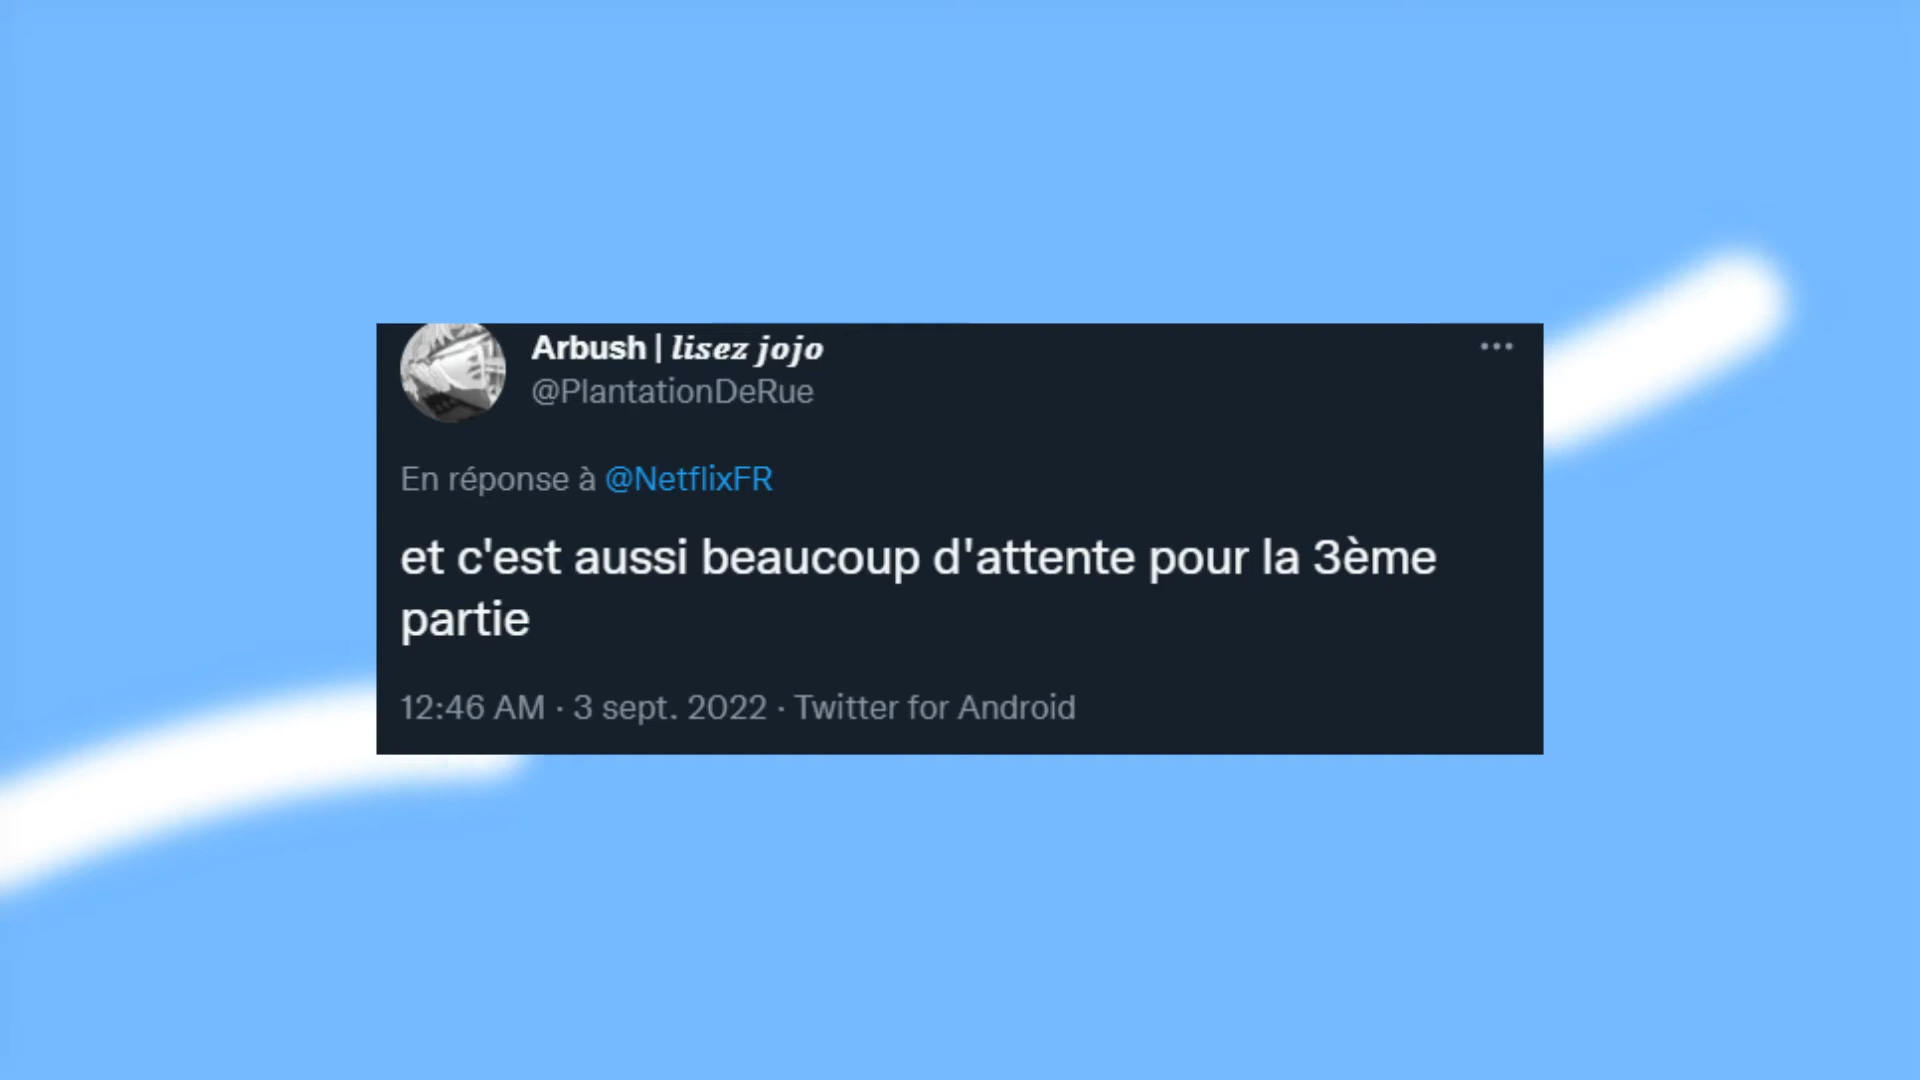 Arbush | lisez jojo
@PlantationDeRue
En réponse à @NetflixFR
et c'est aussi beaucoup d'attente pour la 3ème
partie
12:46 AM · 3 sept. 2022 · Twitter for Android